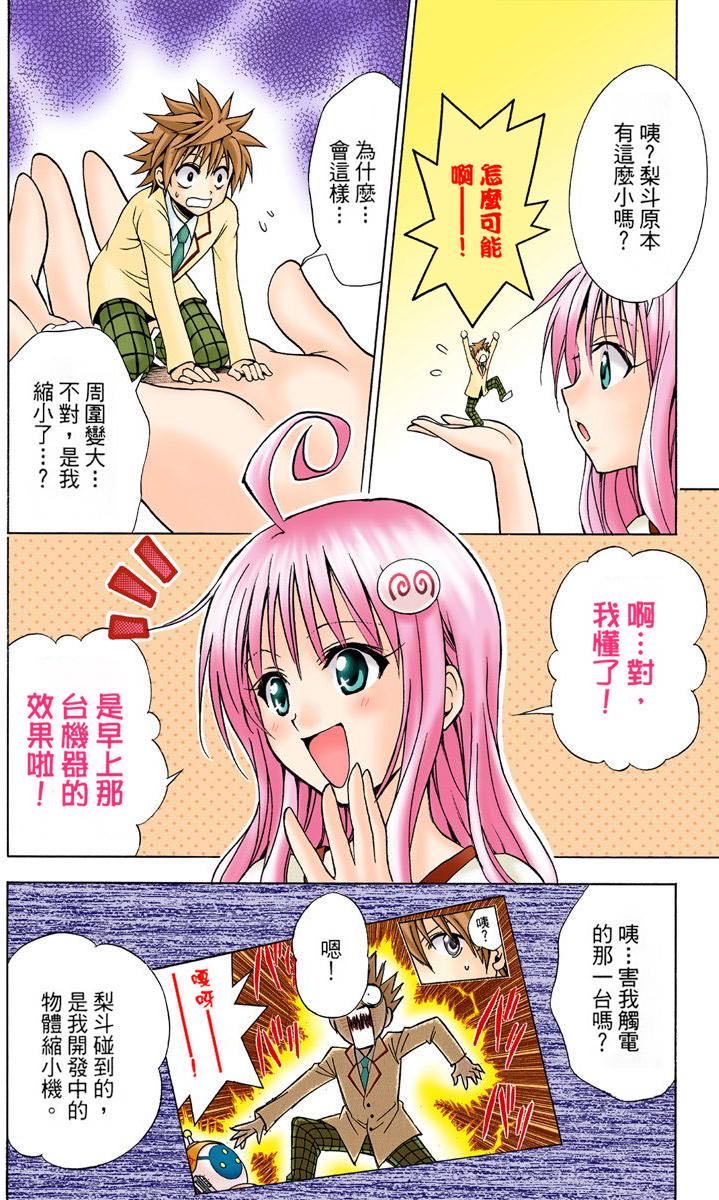 咦？梨斗原本
有這麼小嗎？
怎麼可能
啊——！
為什麼…
會這樣…
周圍變大…
不對，是我
縮小了…？
啊…對，
我懂了！
是早上那
台機器的
效果啦！
咦…害我觸電
的那一台嗎？
咦？
嗯！
嘎呀——
——！
梨斗碰到的，
是我開發中的
物體縮小機。